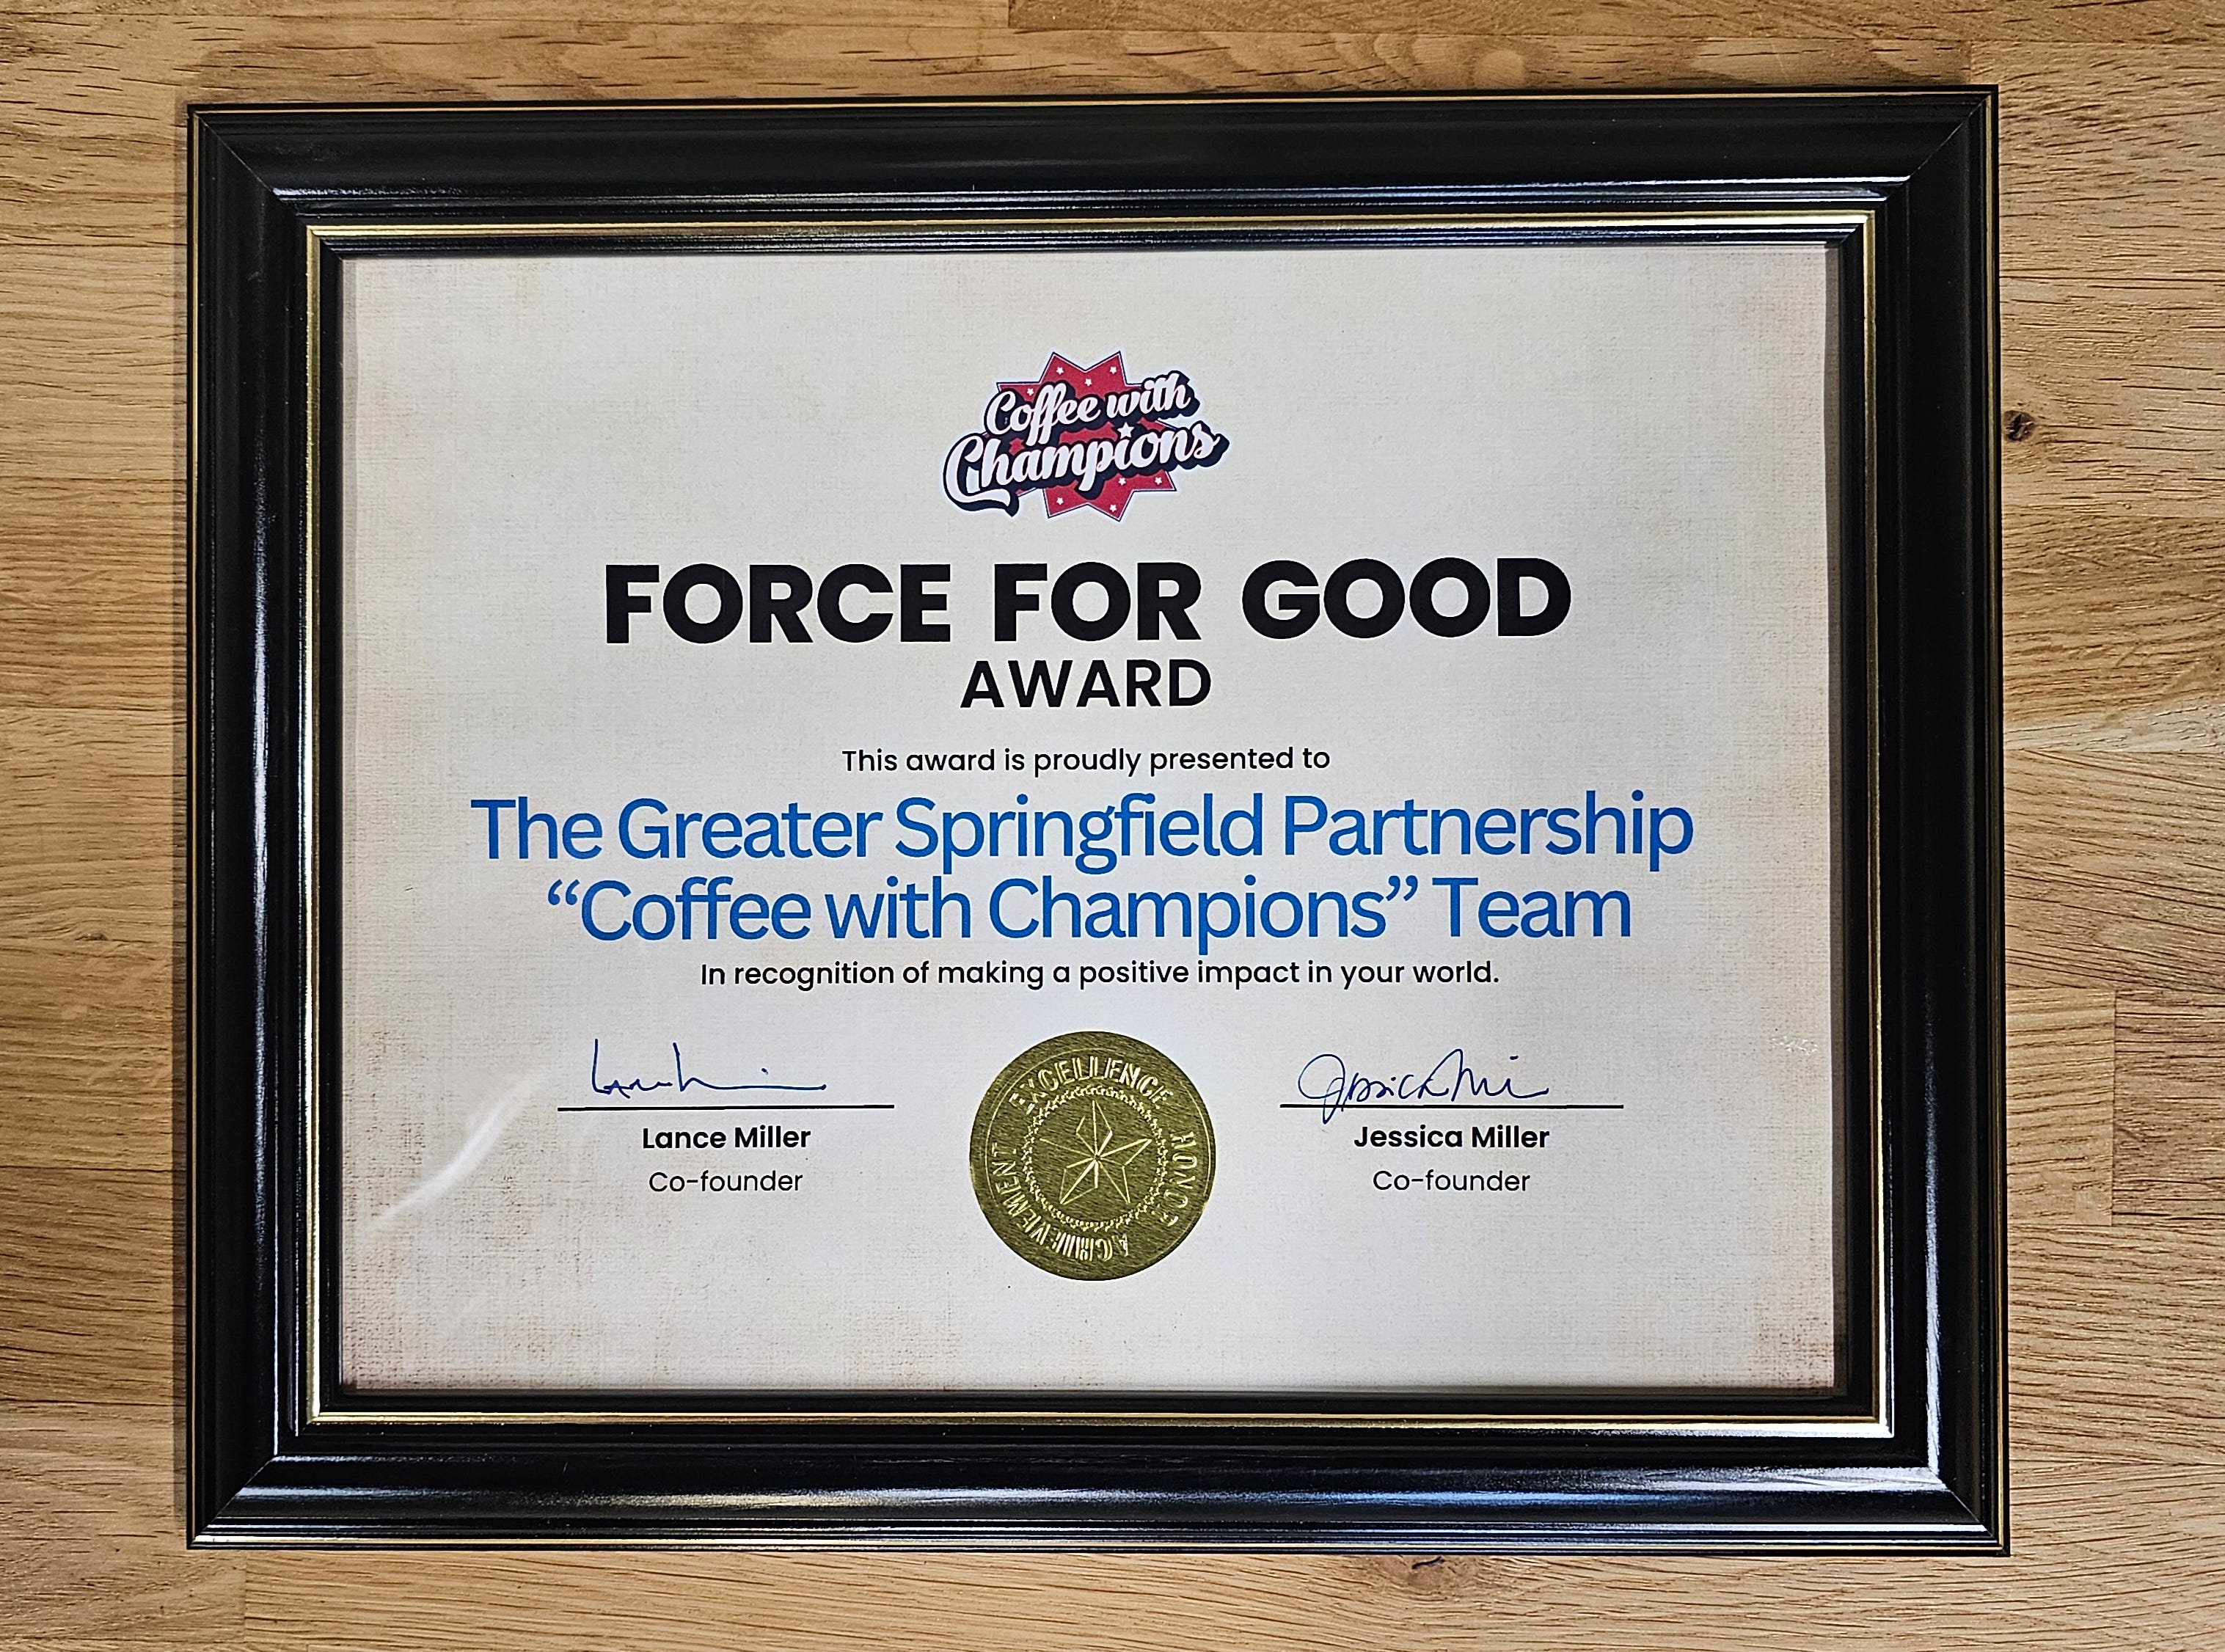 Coffee with
Champions
FORCE FOR GOOD
AWARD
This award is proudly presented to
The Greater Springfield Partnership
“Coffee with Champions” Team
In recognition of making a positive impact in your world.
Lance Miller
Co-founder
EXCELLENCE HONOR ACHIEVEMENT
Jessica Miller
Co-founder